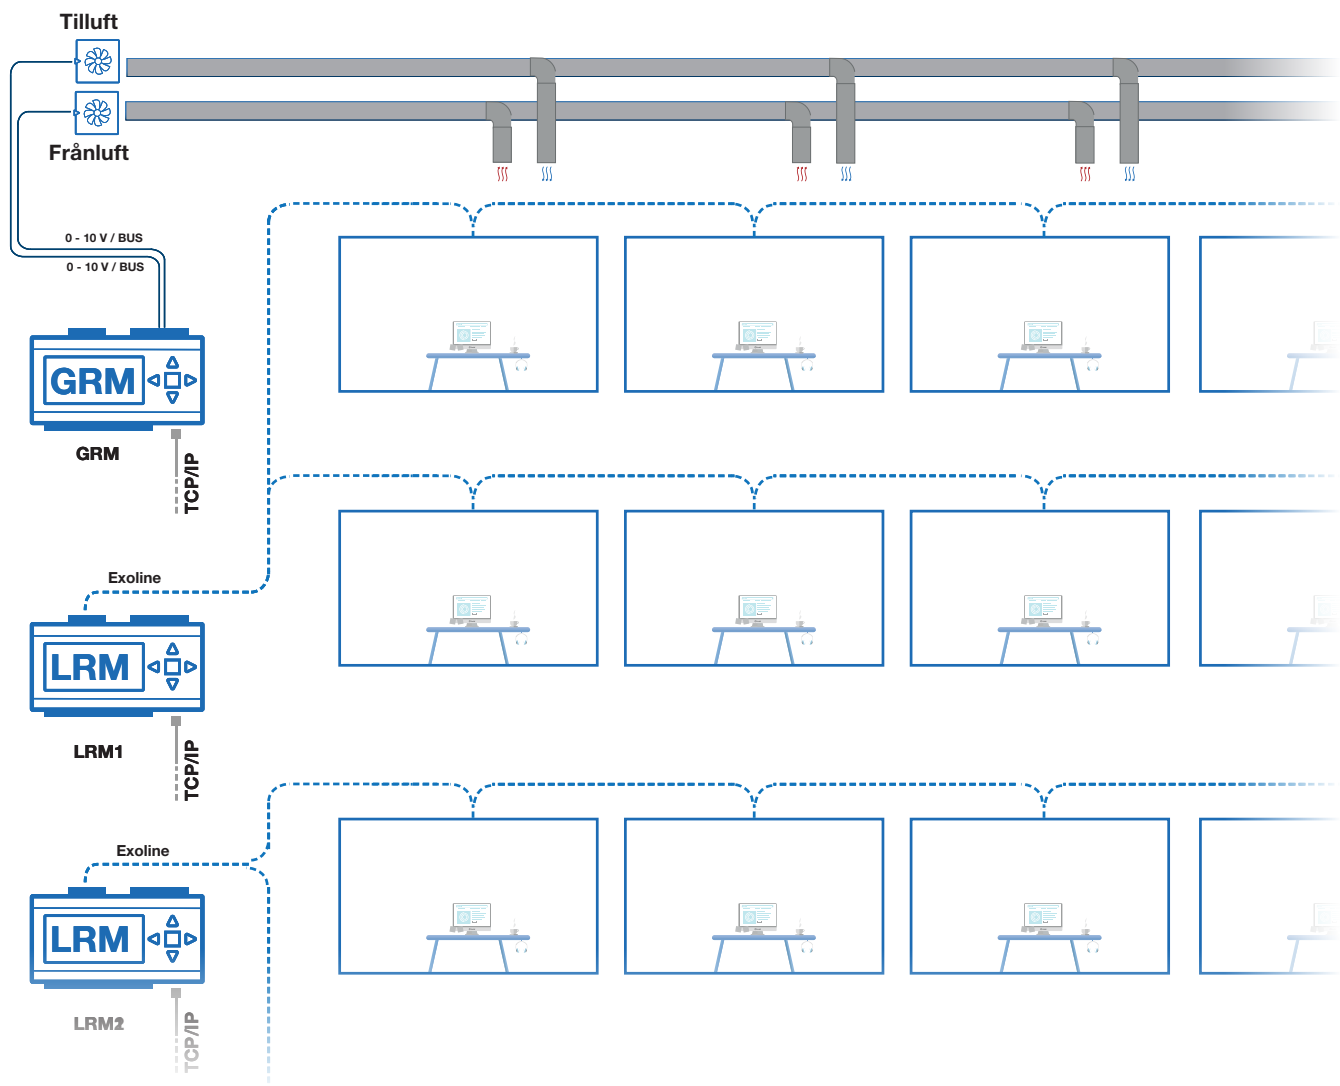 Tilluft
Frånluft
0 - 10 V / BUS
0 - 10 V / BUS
GRM
GRM
TCP/IP
Exoline
LRM
LRM1
TCP/IP
Exoline
LRM
LRM2
TCP/IP